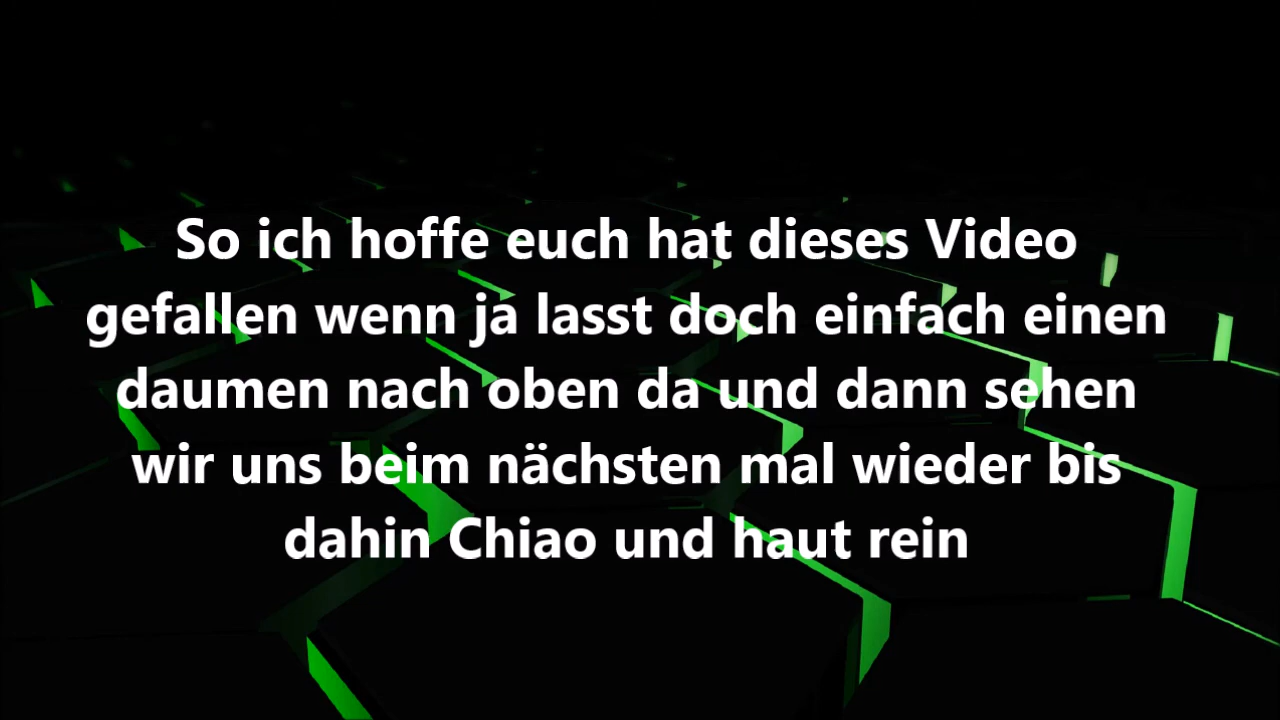 So ich hoffe euch hat dieses Video
gefallen wenn ja lasst doch einfach einen
daumen nach oben da und dann sehen
wir uns beim nächsten mal wieder bis
dahin Chiao und haut rein